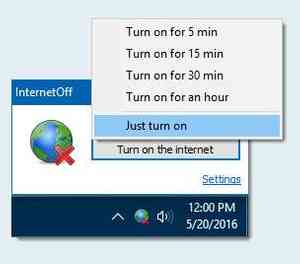 Turn on for 5 min
Turn on for 15 min
Turn on for 30 min
Turn on for an hour
Just turn on
InternetOff
Turn on the internet
Settings
12:00 PM
5/20/2016